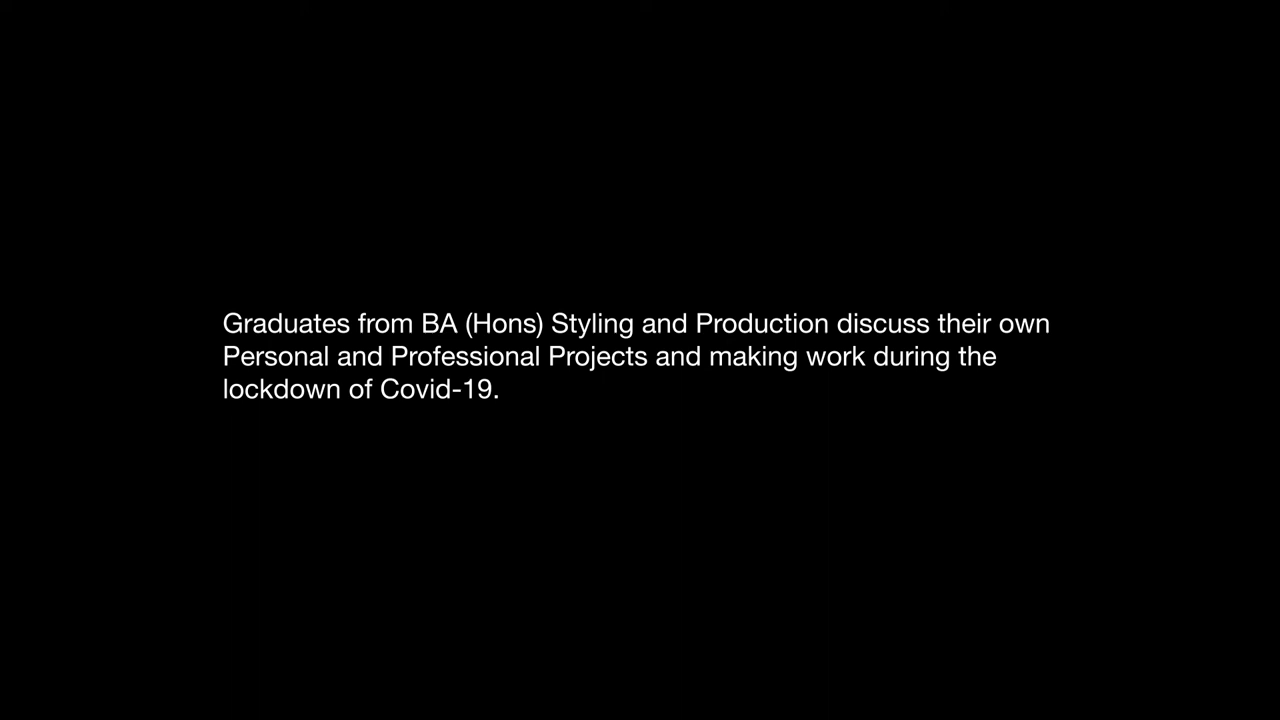 Graduates from BA (Hons) Styling and Production discuss their own
Personal and Professional Projects and making work during the
lockdown of Covid-19.